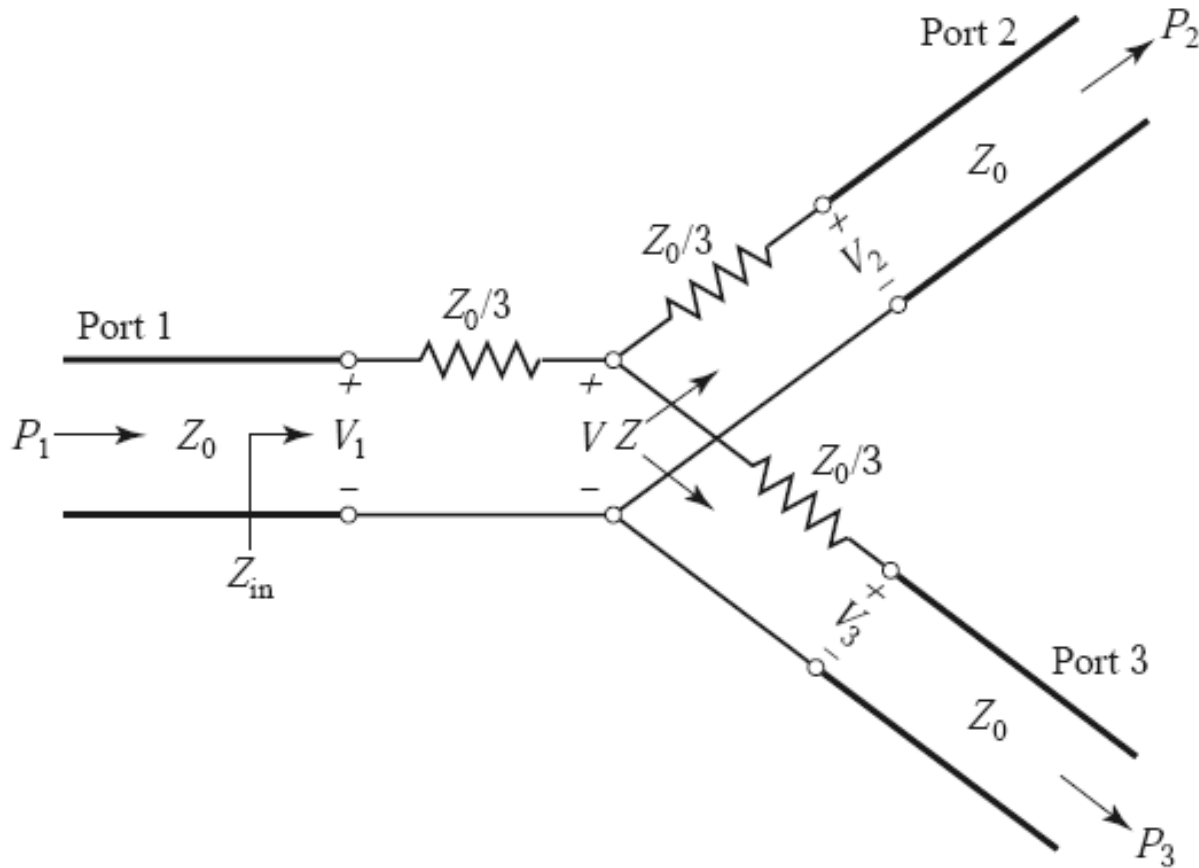 Port 2
P₂
Z₀
Z₀/3
+
V₂
−
Port 1
Z₀/3
+
+
P₁
Z₀
V₁
V
Z
Z₀/3
−
−
Z_in
+
V₃
−
Port 3
Z₀
P₃